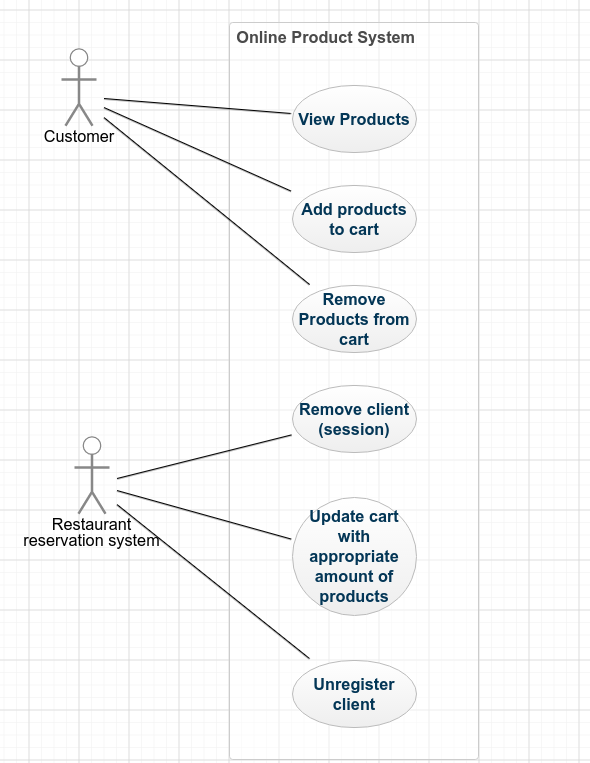 Online Product System
Customer
View Products
Add products
to cart
Remove
Products from
cart
Remove client
(session)
Restaurant
reservation system
Update cart
with
appropriate
amount of
products
Unregister
client